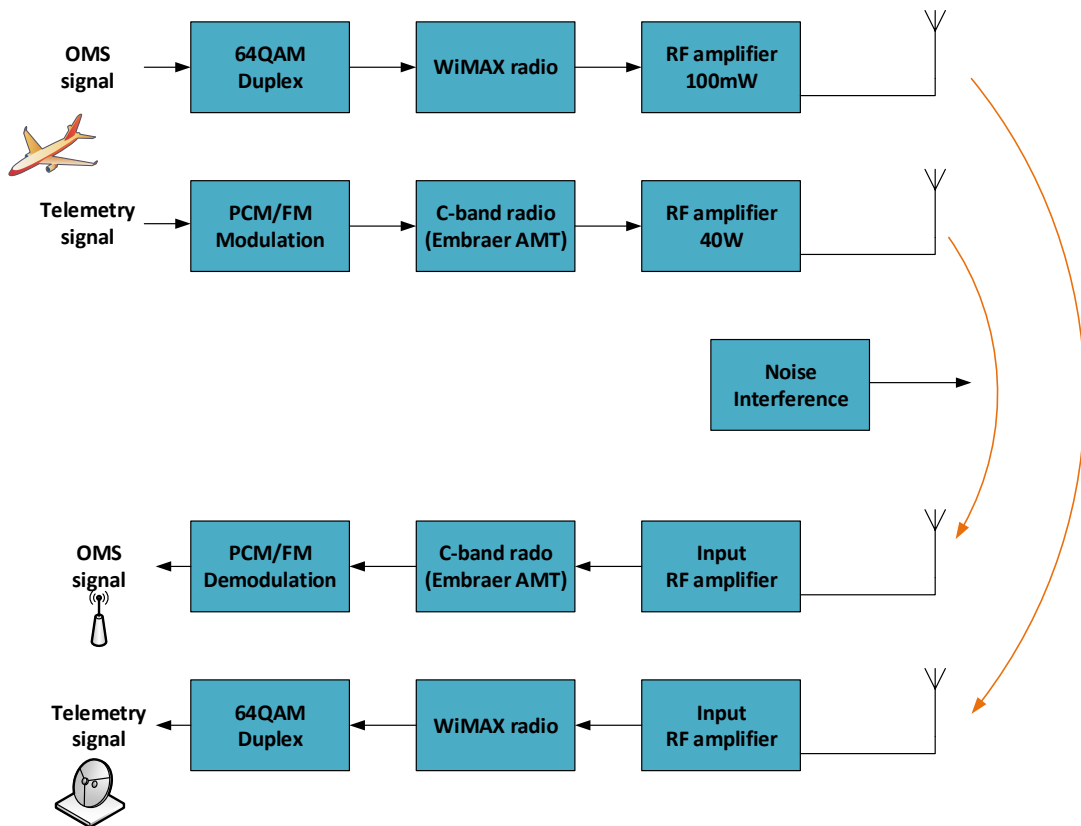 OMS
signal
64QAM
Duplex
WiMAX radio
RF amplifier
100mW
Telemetry
signal
PCM/FM
Modulation
C-band radio
(Embraer AMT)
RF amplifier
40W
Noise
Interference
OMS
signal
PCM/FM
Demodulation
C-band rado
(Embraer AMT)
Input
RF amplifier
Telemetry
signal
64QAM
Duplex
WiMAX radio
Input
RF amplifier